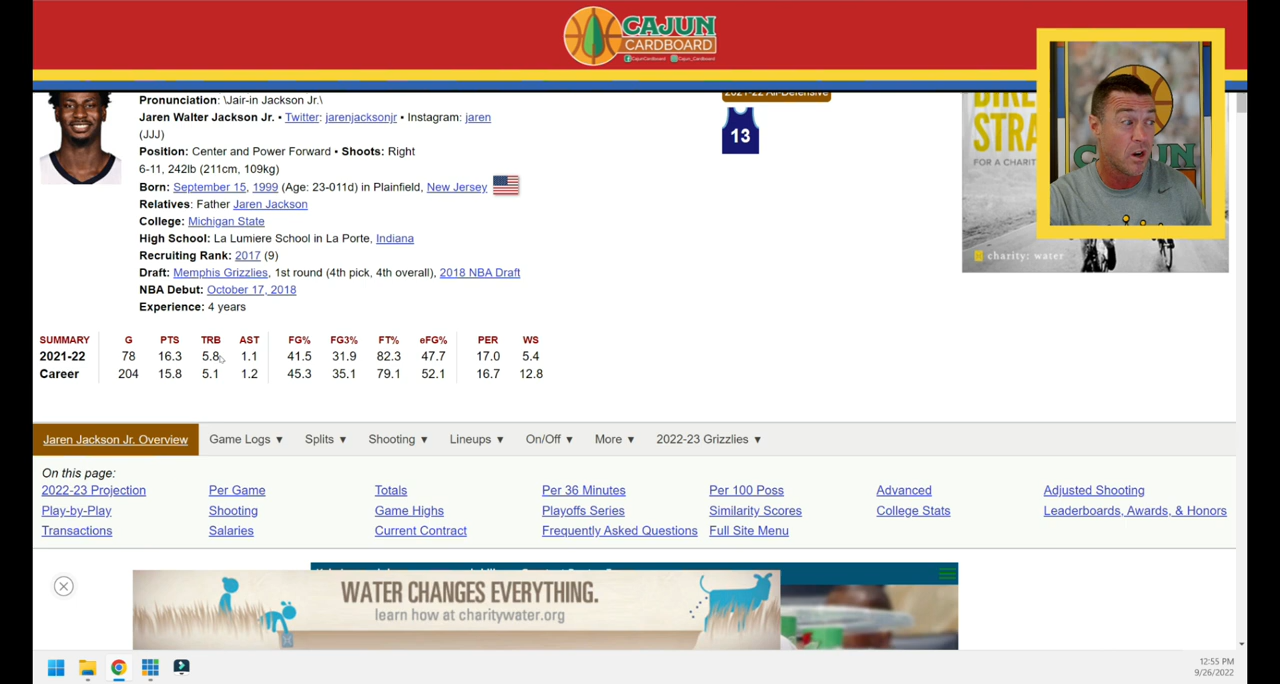 CAJUN
CARDBOARD
CajunCardboard Cajun_Cardboard
Pronunciation: \Jair-in Jackson Jr.\
2021-22 All-Defensive
Jaren Walter Jackson Jr. • Twitter: jarenjacksonjr • Instagram: jaren
13
(JJJ)
Position: Center and Power Forward • Shoots: Right
6-11, 242lb (211cm, 109kg)
Born: September 15, 1999 (Age: 23-011d) in Plainfield, New Jersey
Relatives: Father Jaren Jackson
College: Michigan State
High School: La Lumiere School in La Porte, Indiana
Recruiting Rank: 2017 (9)
Draft: Memphis Grizzlies, 1st round (4th pick, 4th overall), 2018 NBA Draft
NBA Debut: October 17, 2018
Experience: 4 years
FOR A CHARIT
charity: water
SUMMARY G PTS TRB AST FG% FG3% FT% eFG% PER WS
2021-22 78 16.3 5.8 1.1 41.5 31.9 82.3 47.7 17.0 5.4
Career 204 15.8 5.1 1.2 45.3 35.1 79.1 52.1 16.7 12.8
Jaren Jackson Jr. Overview Game Logs ▼ Splits ▼ Shooting ▼ Lineups ▼ On/Off ▼ More ▼ 2022-23 Grizzlies ▼
On this page:
2022-23 Projection Per Game Totals Per 36 Minutes Per 100 Poss Advanced Adjusted Shooting
Play-by-Play Shooting Game Highs Playoffs Series Similarity Scores College Stats Leaderboards, Awards, & Honors
Transactions Salaries Current Contract Frequently Asked Questions Full Site Menu
WATER CHANGES EVERYTHING.
learn how at charitywater.org
12:55 PM
9/26/2022